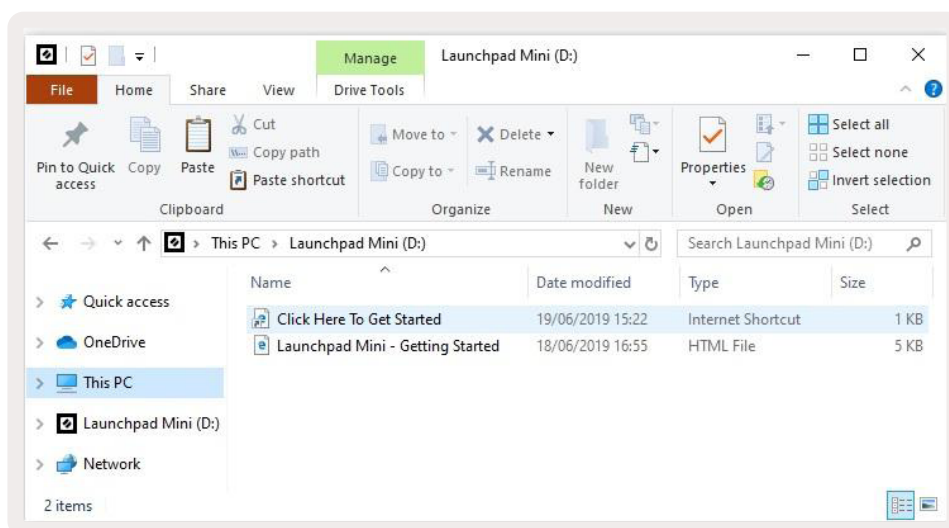 Manage Launchpad Mini (D:)
File Home Share View Drive Tools
Pin to Quick access
Copy
Paste
Cut
Copy path
Paste shortcut
Clipboard
Move to
Copy to
Delete
Rename
Organize
New folder
New
Properties
Open
Select all
Select none
Invert selection
Select
This PC > Launchpad Mini (D:) Search Launchpad Mini (D:)
Name Date modified Type Size
Click Here To Get Started 19/06/2019 15:22 Internet Shortcut 1 KB
Launchpad Mini - Getting Started 18/06/2019 16:55 HTML File 5 KB
Quick access
OneDrive
This PC
Launchpad Mini (D:)
Network
2 items